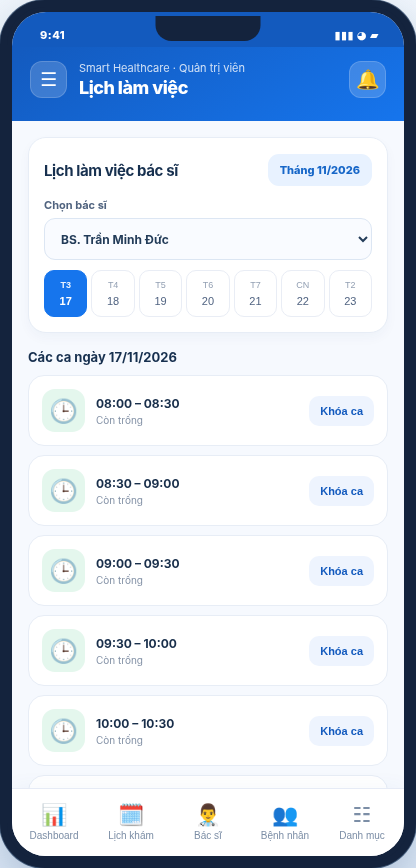 9:41
Smart Healthcare · Quản trị viên
Lịch làm việc
Lịch làm việc bác sĩ
Tháng 11/2026
Chọn bác sĩ
BS. Trần Minh Đức
T3 T4 T5 T6 T7 CN T2
17 18 19 20 21 22 23
Các ca ngày 17/11/2026
08:00 – 08:30
Còn trống
Khóa ca
08:30 – 09:00
Còn trống
Khóa ca
09:00 – 09:30
Còn trống
Khóa ca
09:30 – 10:00
Còn trống
Khóa ca
10:00 – 10:30
Còn trống
Khóa ca
Dashboard Lịch khám Bác sĩ Bệnh nhân Danh mục